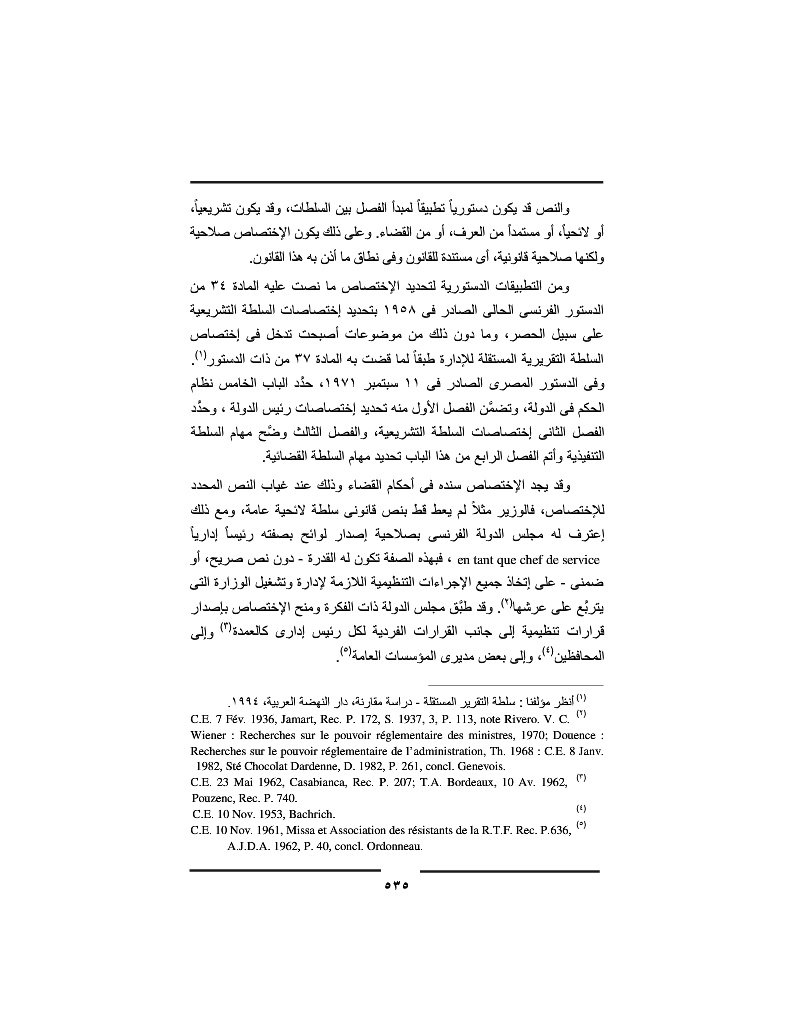 والنص قد يكون دستورياً تطبيقاً لمبدأ الفصل بين السلطات، وقد يكون تشريعياً،
أو لائحياً، أو مستمداً من العرف، أو من القضاء. وعلى ذلك يكون الإختصاص صلاحية
ولكنها صلاحية قانونية، أى مستندة للقانون وفى نطاق ما أذن به هذا القانون.
ومن التطبيقات الدستورية لتحديد الإختصاص ما نصت عليه المادة ٣٤ من
الدستور الفرنسى الحالى الصادر فى ١٩٥٨ بتحديد إختصاصات السلطة التشريعية
على سبيل الحصر، وما دون ذلك من موضوعات أصبحت تدخل فى إختصاص
السلطة التقريرية المستقلة للإدارة طبقاً لما قضت به المادة ٣٧ من ذات الدستور(١).
وفى الدستور المصرى الصادر فى ١١ سبتمبر ١٩٧١، حدَّد الباب الخامس نظام
الحكم فى الدولة، وتضمَّن الفصل الأول منه تحديد إختصاصات رئيس الدولة ، وحدَّد
الفصل الثانى إختصاصات السلطة التشريعية، والفصل الثالث وضَّح مهام السلطة
التنفيذية وأتم الفصل الرابع من هذا الباب تحديد مهام السلطة القضائية.
وقد يجد الإختصاص سنده فى أحكام القضاء وذلك عند غياب النص المحدد
للإختصاص، فالوزير مثلاً لم يعط قط بنص قانونى سلطة لائحية عامة، ومع ذلك
إعترف له مجلس الدولة الفرنسى بصلاحية إصدار لوائح بصفته رئيساً إدارياً
en tant que chef de service ، فبهذه الصفة تكون له القدرة - دون نص صريح، أو
ضمنى - على إتخاذ جميع الإجراءات التنظيمية اللازمة لإدارة وتشغيل الوزارة التى
يتربَّع على عرشها(٢). وقد طبَّق مجلس الدولة ذات الفكرة ومنح الإختصاص بإصدار
قرارات تنظيمية إلى جانب القرارات الفردية لكل رئيس إدارى كالعمدة(٣) وإلى
المحافظين(٤)، وإلى بعض مديرى المؤسسات العامة(٥).
(١) أنظر مؤلفنا : سلطة التقرير المستقلة - دراسة مقارنة، دار النهضة العربية، ١٩٩٤.
C.E. 7 Fév. 1936, Jamart, Rec. P. 172, S. 1937, 3, P. 113, note Rivero. V. C. (٢)
Wiener : Recherches sur le pouvoir réglementaire des ministres, 1970; Douence :
Recherches sur le pouvoir réglementaire de l'administration, Th. 1968 : C.E. 8 Janv.
1982, Sté Chocolat Dardenne, D. 1982, P. 261, concl. Genevois.
C.E. 23 Mai 1962, Casabianca, Rec. P. 207; T.A. Bordeaux, 10 Av. 1962, (٣)
Pouzenc, Rec. P. 740.
C.E. 10 Nov. 1953, Bachrich. (٤)
C.E. 10 Nov. 1961, Missa et Association des résistants de la R.T.F. Rec. P.636, (٥)
A.J.D.A. 1962, P. 40, concl. Ordonneau.
٥٣٥